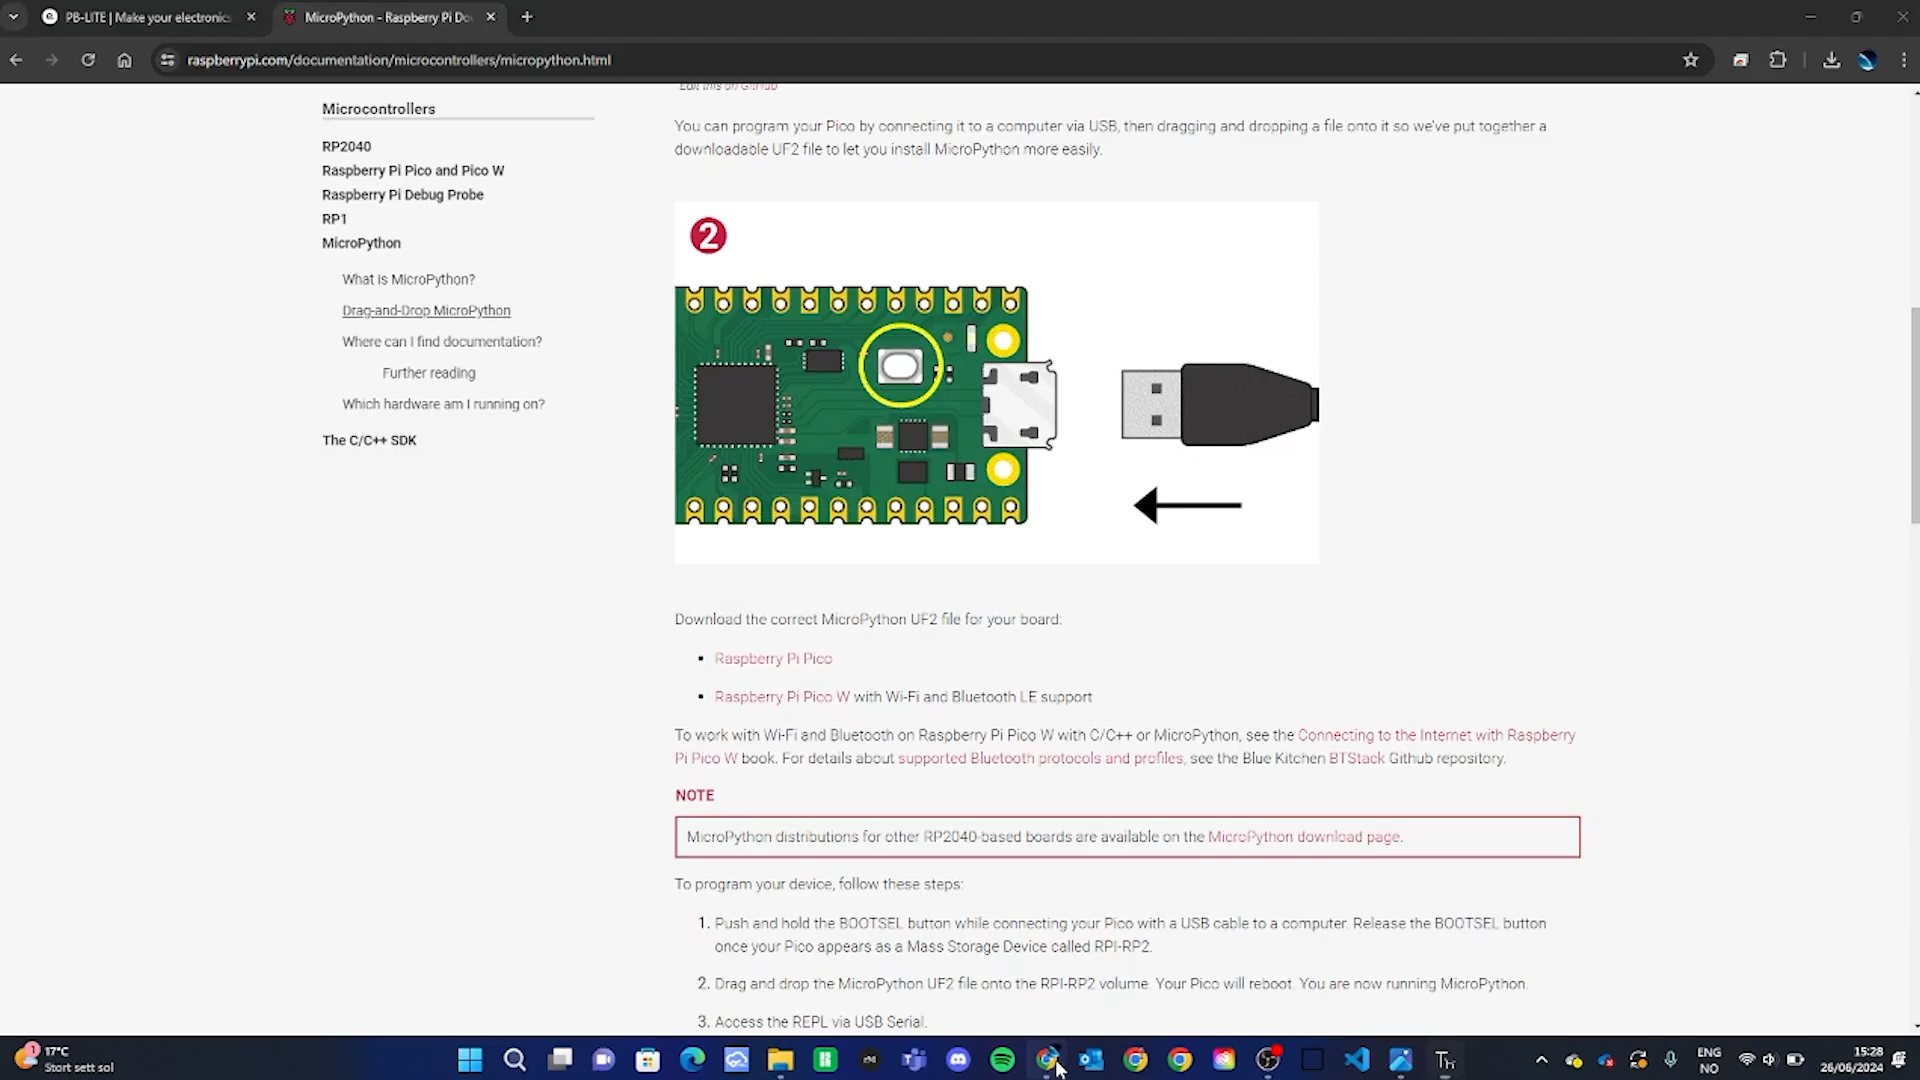 PB-LITE | Make your electronics
MicroPython - Raspberry Pi Do
raspberrypi.com/documentation/microcontrollers/micropython.html
Edit this on GitHub
Microcontrollers
RP2040
Raspberry Pi Pico and Pico W
Raspberry Pi Debug Probe
RP1
MicroPython
What is MicroPython?
Drag-and-Drop MicroPython
Where can I find documentation?
Further reading
Which hardware am I running on?
The C/C++ SDK
You can program your Pico by connecting it to a computer via USB, then dragging and dropping a file onto it so we've put together a
downloadable UF2 file to let you install MicroPython more easily.
2
Download the correct MicroPython UF2 file for your board:
▪ Raspberry Pi Pico
▪ Raspberry Pi Pico W with Wi-Fi and Bluetooth LE support
To work with Wi-Fi and Bluetooth on Raspberry Pi Pico W with C/C++ or MicroPython, see the Connecting to the Internet with Raspberry
Pi Pico W book. For details about supported Bluetooth protocols and profiles, see the Blue Kitchen BTStack Github repository.
NOTE
MicroPython distributions for other RP2040-based boards are available on the MicroPython download page.
To program your device, follow these steps:
1. Push and hold the BOOTSEL button while connecting your Pico with a USB cable to a computer. Release the BOOTSEL button
once your Pico appears as a Mass Storage Device called RPI-RP2.
2. Drag and drop the MicroPython UF2 file onto the RPI-RP2 volume. Your Pico will reboot. You are now running MicroPython.
3. Access the REPL via USB Serial.
1
17°C
Start sett sol
ENG
NO
15:28
26/06/2024